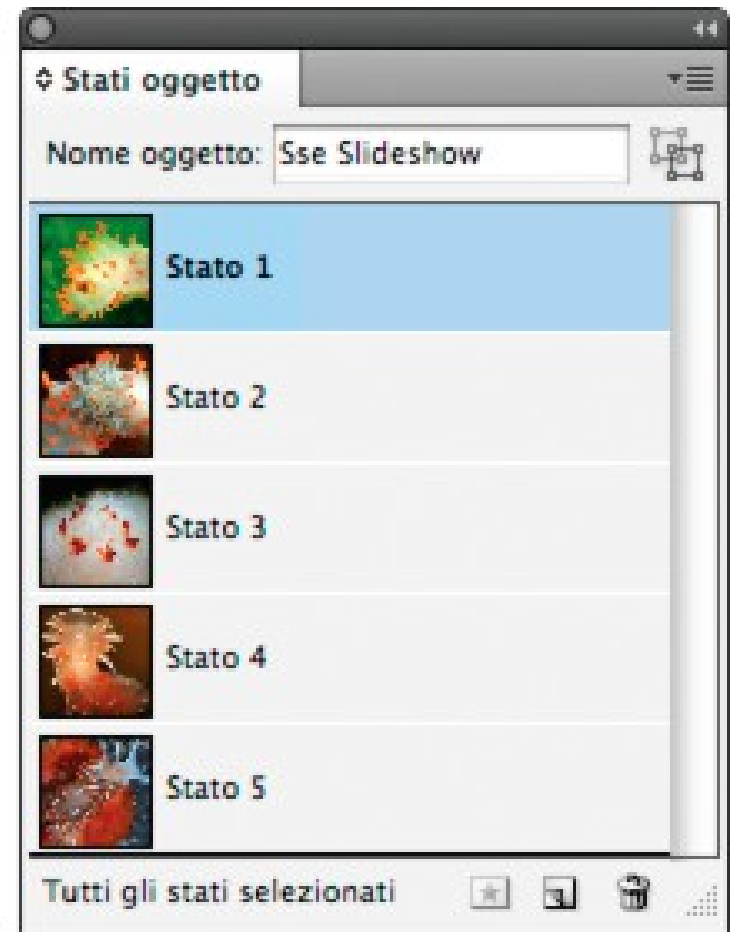 Stati oggetto
Nome oggetto: Sse Slideshow
Stato 1
Stato 2
Stato 3
Stato 4
Stato 5
Tutti gli stati selezionati